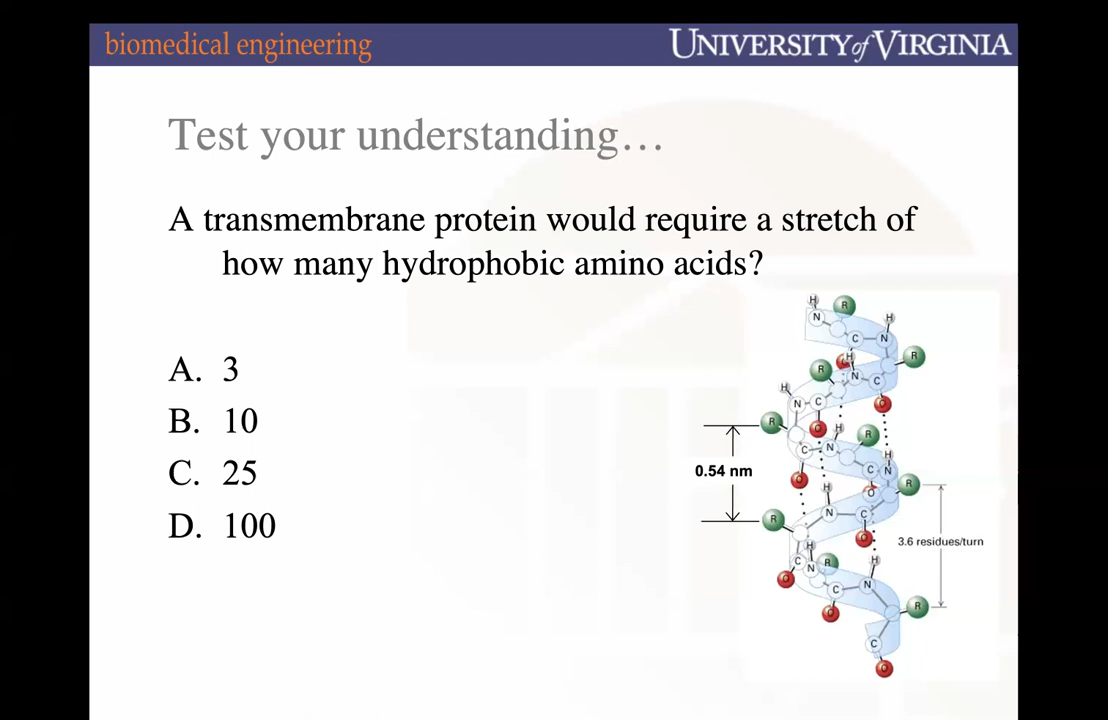 biomedical engineering
UNIVERSITY of VIRGINIA
Test your understanding…
A transmembrane protein would require a stretch of
how many hydrophobic amino acids?
A. 3
B. 10
C. 25
D. 100
H
R
N
H
C
N
R
O
H
R
N
C
H
O
N
C
R
O
H
R
C
N
H
0.54 nm
C
N
R
O
O
H
R
N
C
O
3.6 residues/turn
H
C
N
R
H
O
C
N
R
O
C
O